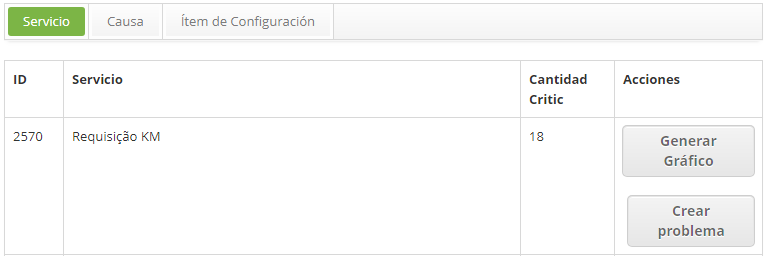 Servicio Causa Ítem de Configuración
ID Servicio Cantidad Critic Acciones
2570 Requisição KM 18 Generar Gráfico
Crear problema